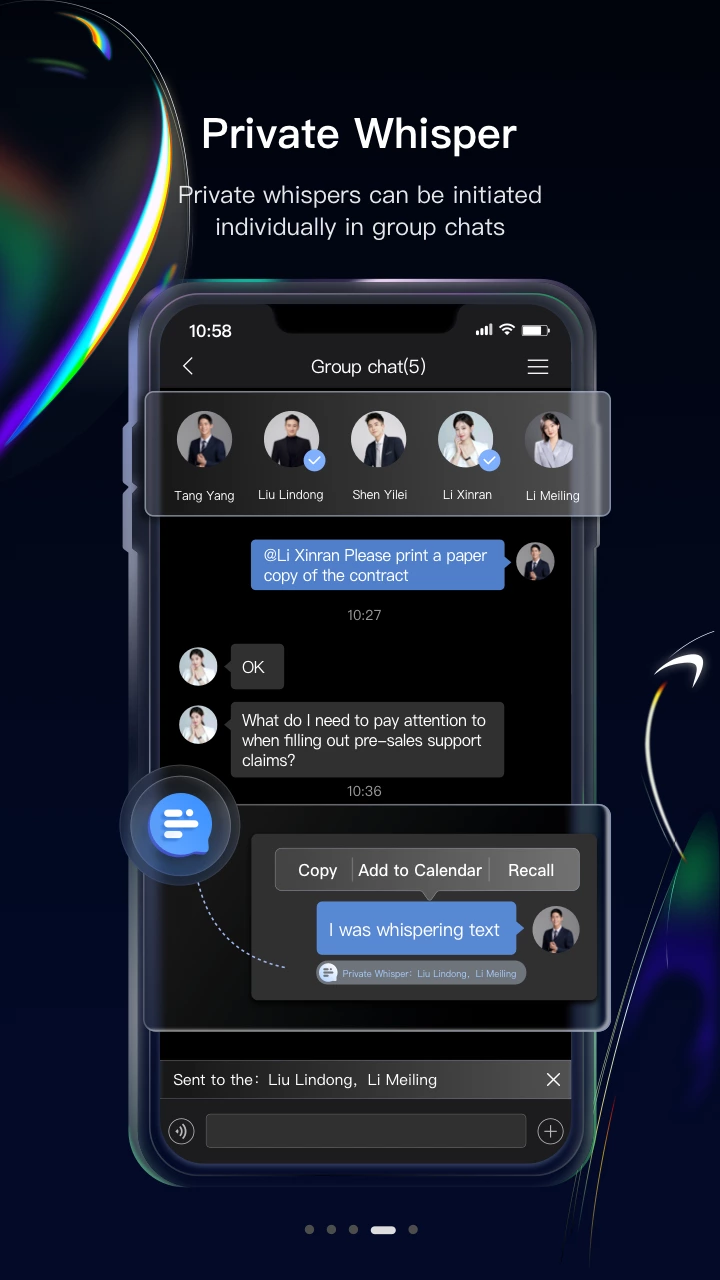 Private Whisper
Private whispers can be initiated
individually in group chats
10:58
Group chat(5)
Tang Yang
Liu Lindong
Shen Yilei
Li Xinran
Li Meiling
@Li Xinran Please print a paper
copy of the contract
10:27
OK
What do I need to pay attention to
when filling out pre-sales support
claims?
10:36
Copy
Add to Calendar
Recall
I was whispering text
Private Whisper: Liu Lindong, Li Meiling
Sent to the: Liu Lindong, Li Meiling